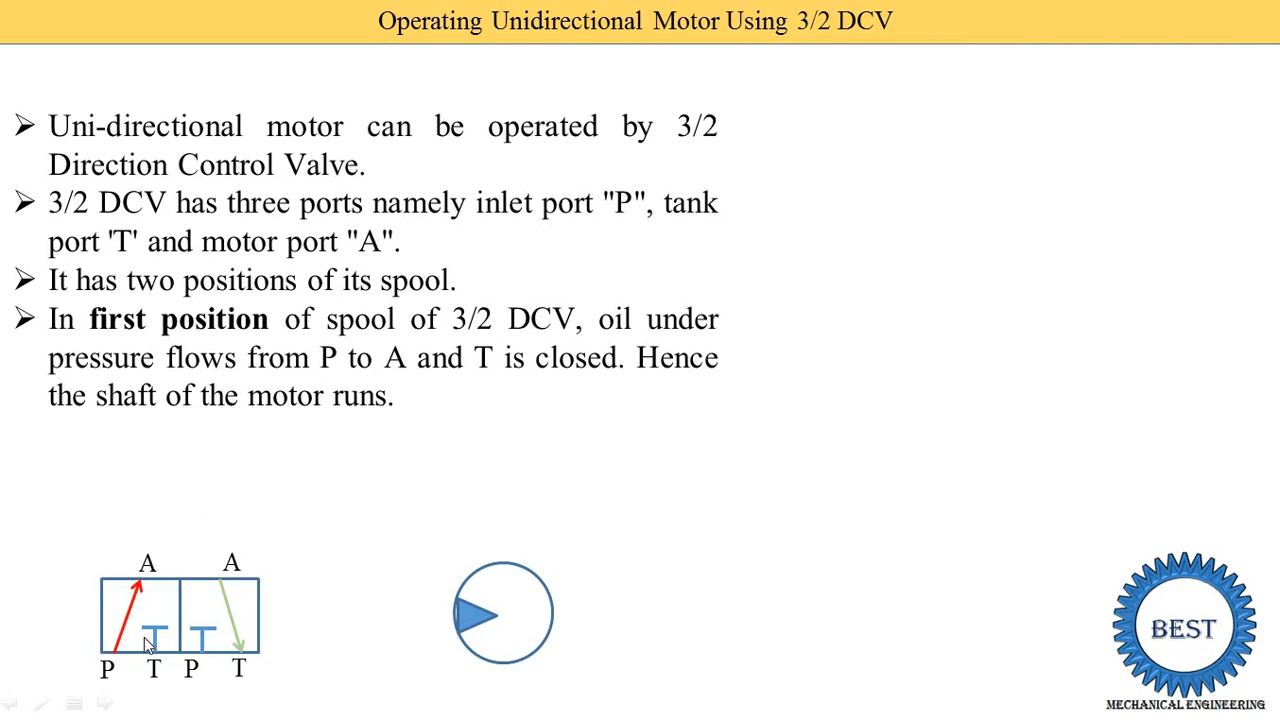 Operating Unidirectional Motor Using 3/2 DCV
Uni-directional motor can be operated by 3/2
Direction Control Valve.
3/2 DCV has three ports namely inlet port "P", tank
port 'T' and motor port "A".
It has two positions of its spool.
In first position of spool of 3/2 DCV, oil under
pressure flows from P to A and T is closed. Hence
the shaft of the motor runs.
A A
P T P T
BEST
MECHANICAL ENGINEERING